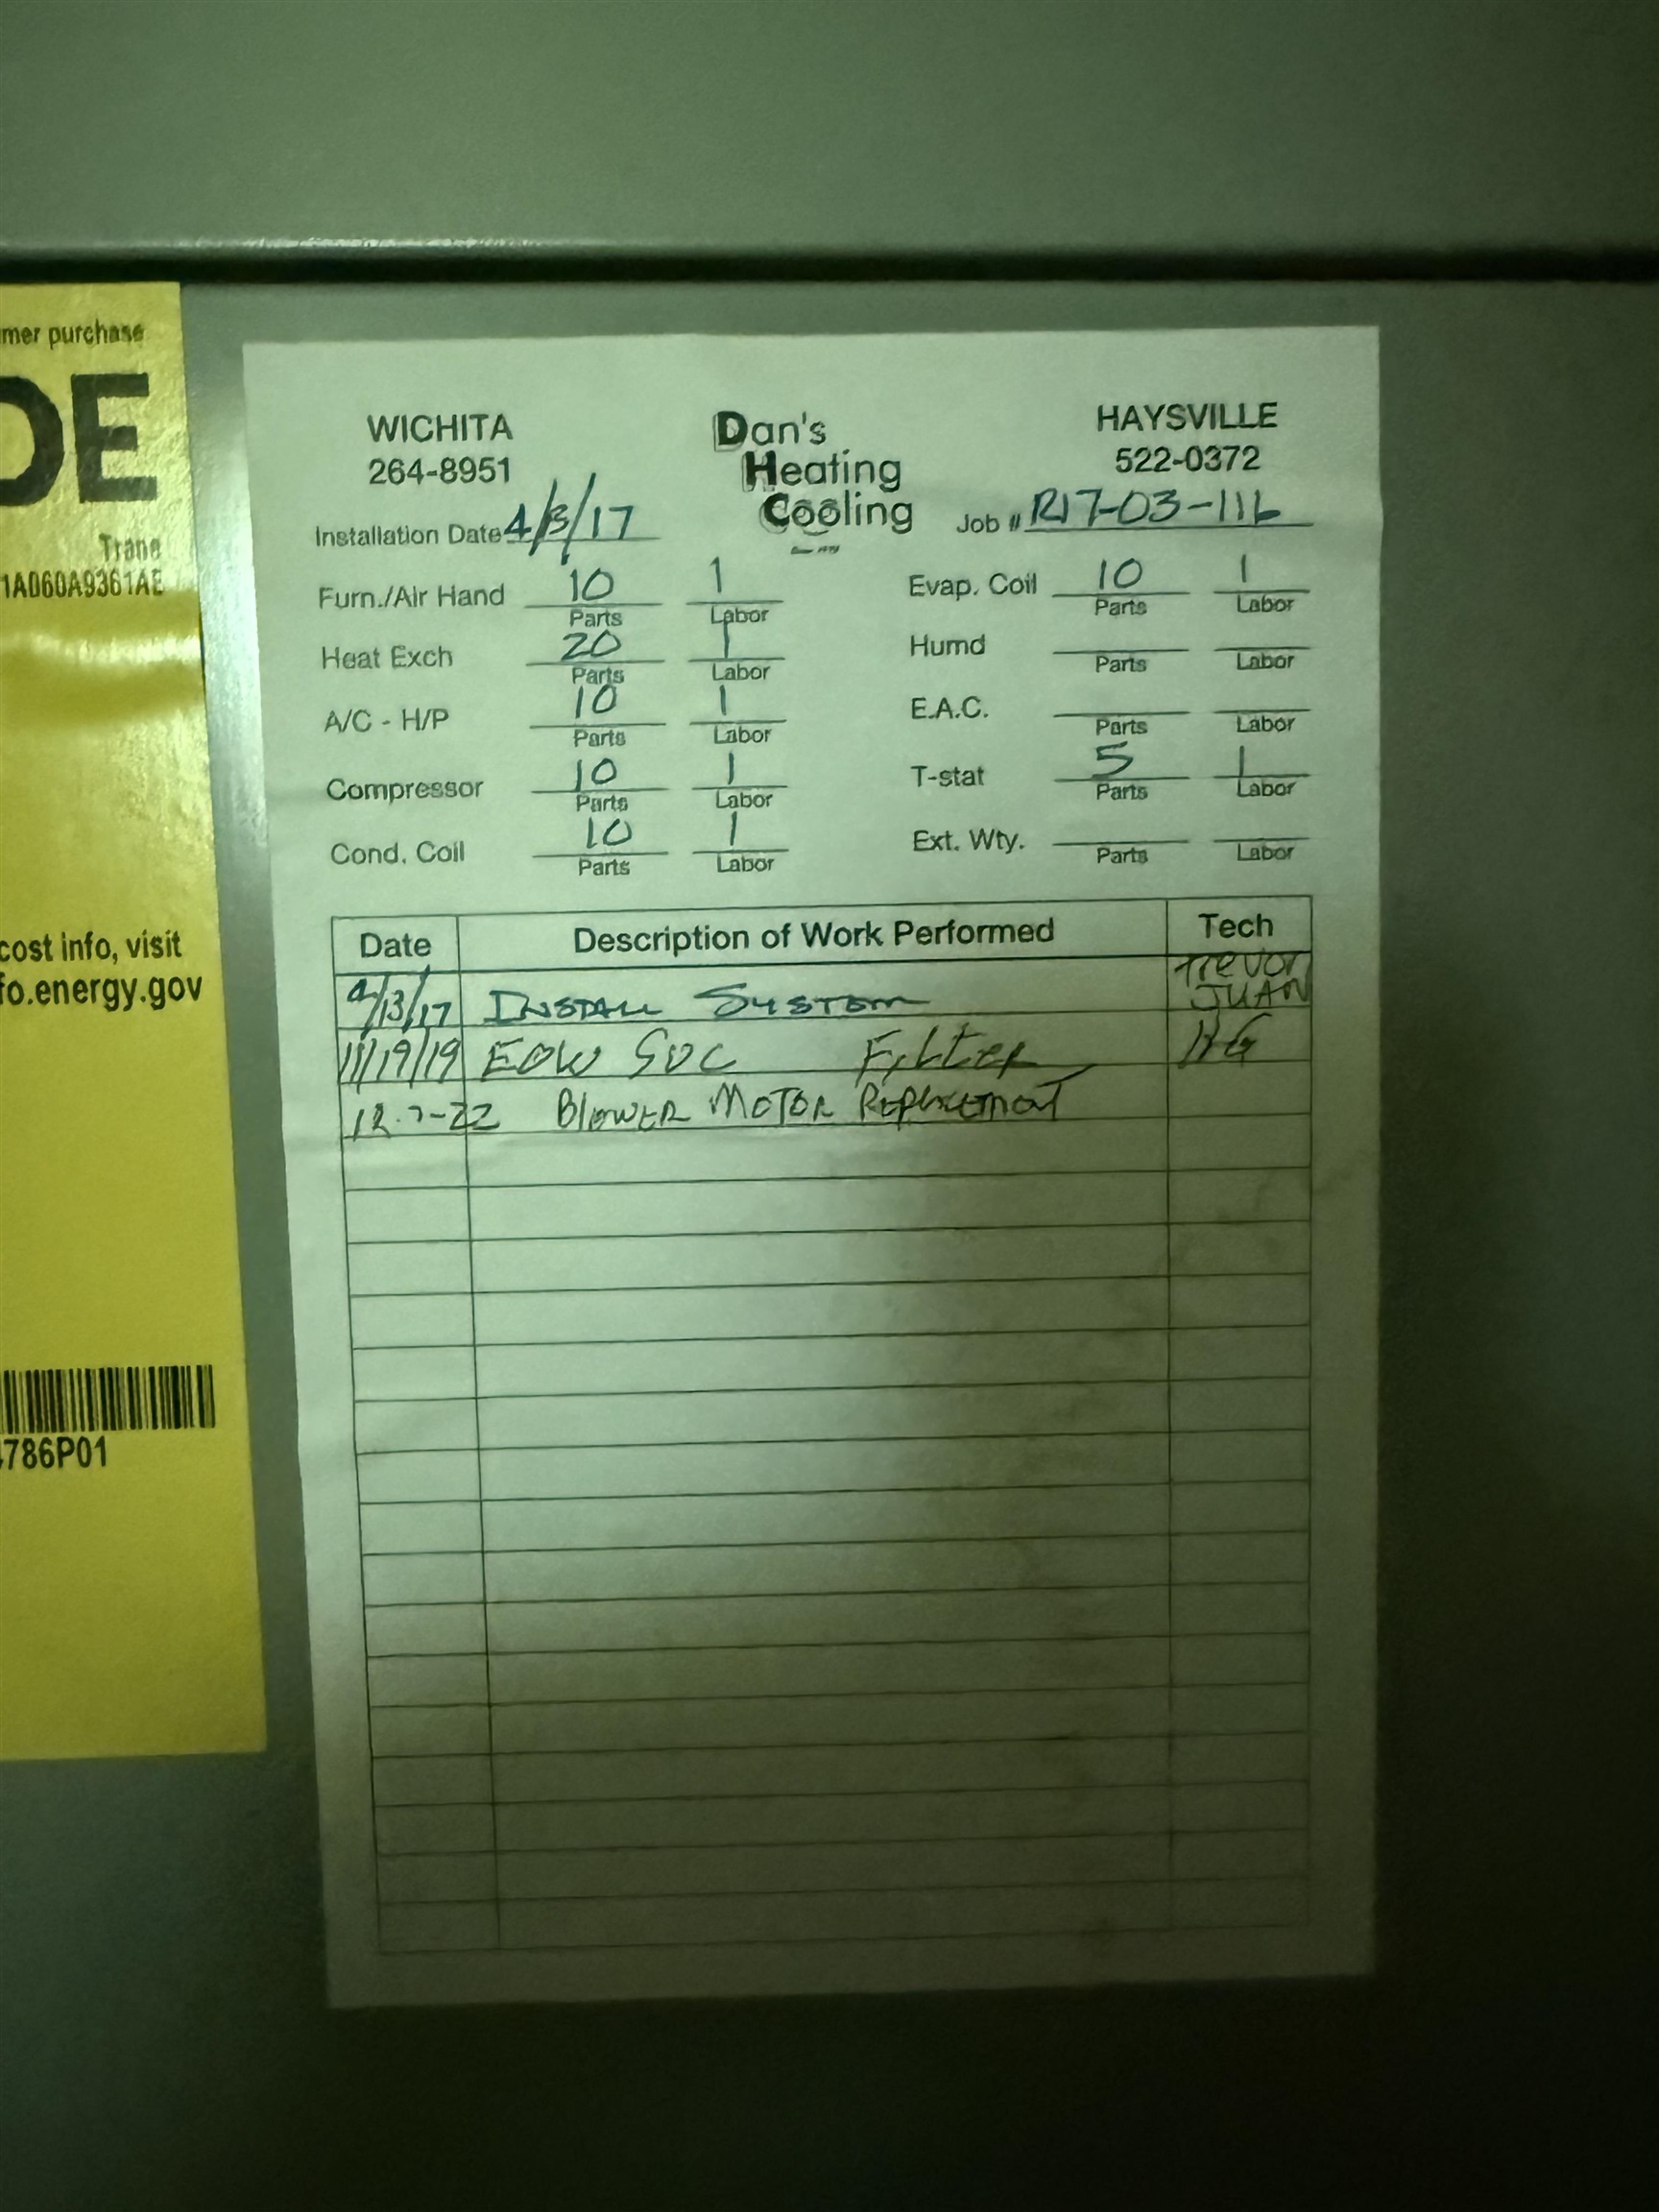 mer purchase
DE
Trane
1A060A9361AE
cost info, visit
fo.energy.gov
786P01
WICHITA
264-8951
Dan's
Heating
Cooling
HAYSVILLE
522-0372
Installation Date 4/3/17
Job # R17-03-116
Furn./Air Hand 10 Parts 1 Labor
Evap. Coil 10 Parts 1 Labor
Heat Exch 20 Parts 1 Labor
Humd Parts Labor
A/C - H/P 10 Parts 1 Labor
E.A.C. Parts Labor
Compressor 10 Parts 1 Labor
T-stat 5 Parts 1 Labor
Cond. Coil 10 Parts 1 Labor
Ext. Wty. Parts Labor
Date Description of Work Performed Tech
4/13/17 INSTALL SYSTEM Trevor JUAN
11/19/19 EOW SVC Filter
12-7-22 Blower Motor Replacement